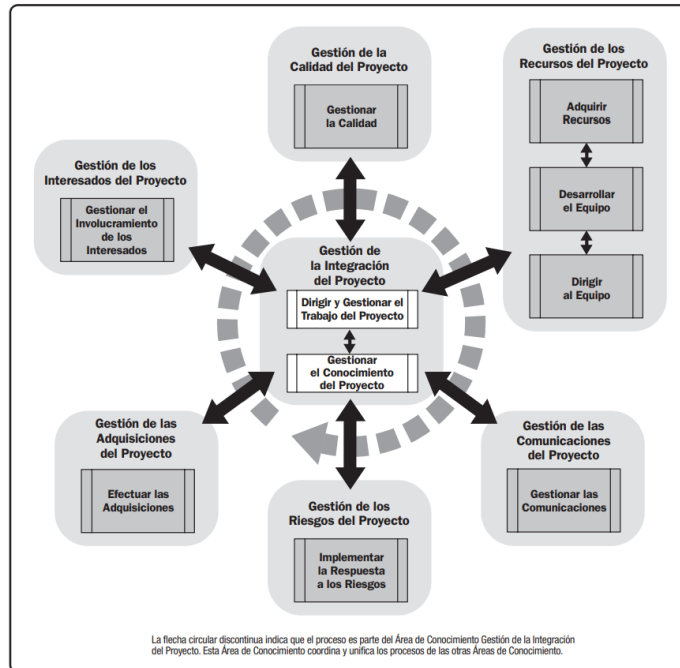 Gestión de la
Calidad del Proyecto
Gestionar
la Calidad
Gestión de los
Recursos del Proyecto
Adquirir
Recursos
Desarrollar
el Equipo
Dirigir
al Equipo
Gestión de los
Interesados del Proyecto
Gestionar el
Involucramiento
de los
Interesados
Gestión de
la Integración
del Proyecto
Dirigir y Gestionar el
Trabajo del Proyecto
Gestionar
el Conocimiento
del Proyecto
Gestión de las
Adquisiciones
del Proyecto
Efectuar las
Adquisiciones
Gestión de los
Riesgos del Proyecto
Implementar
la Respuesta
a los Riesgos
Gestión de las
Comunicaciones
del Proyecto
Gestionar las
Comunicaciones
La flecha circular discontinua indica que el proceso es parte del Área de Conocimiento Gestión de la Integración
del Proyecto. Esta Área de Conocimiento coordina y unifica los procesos de las otras Áreas de Conocimiento.